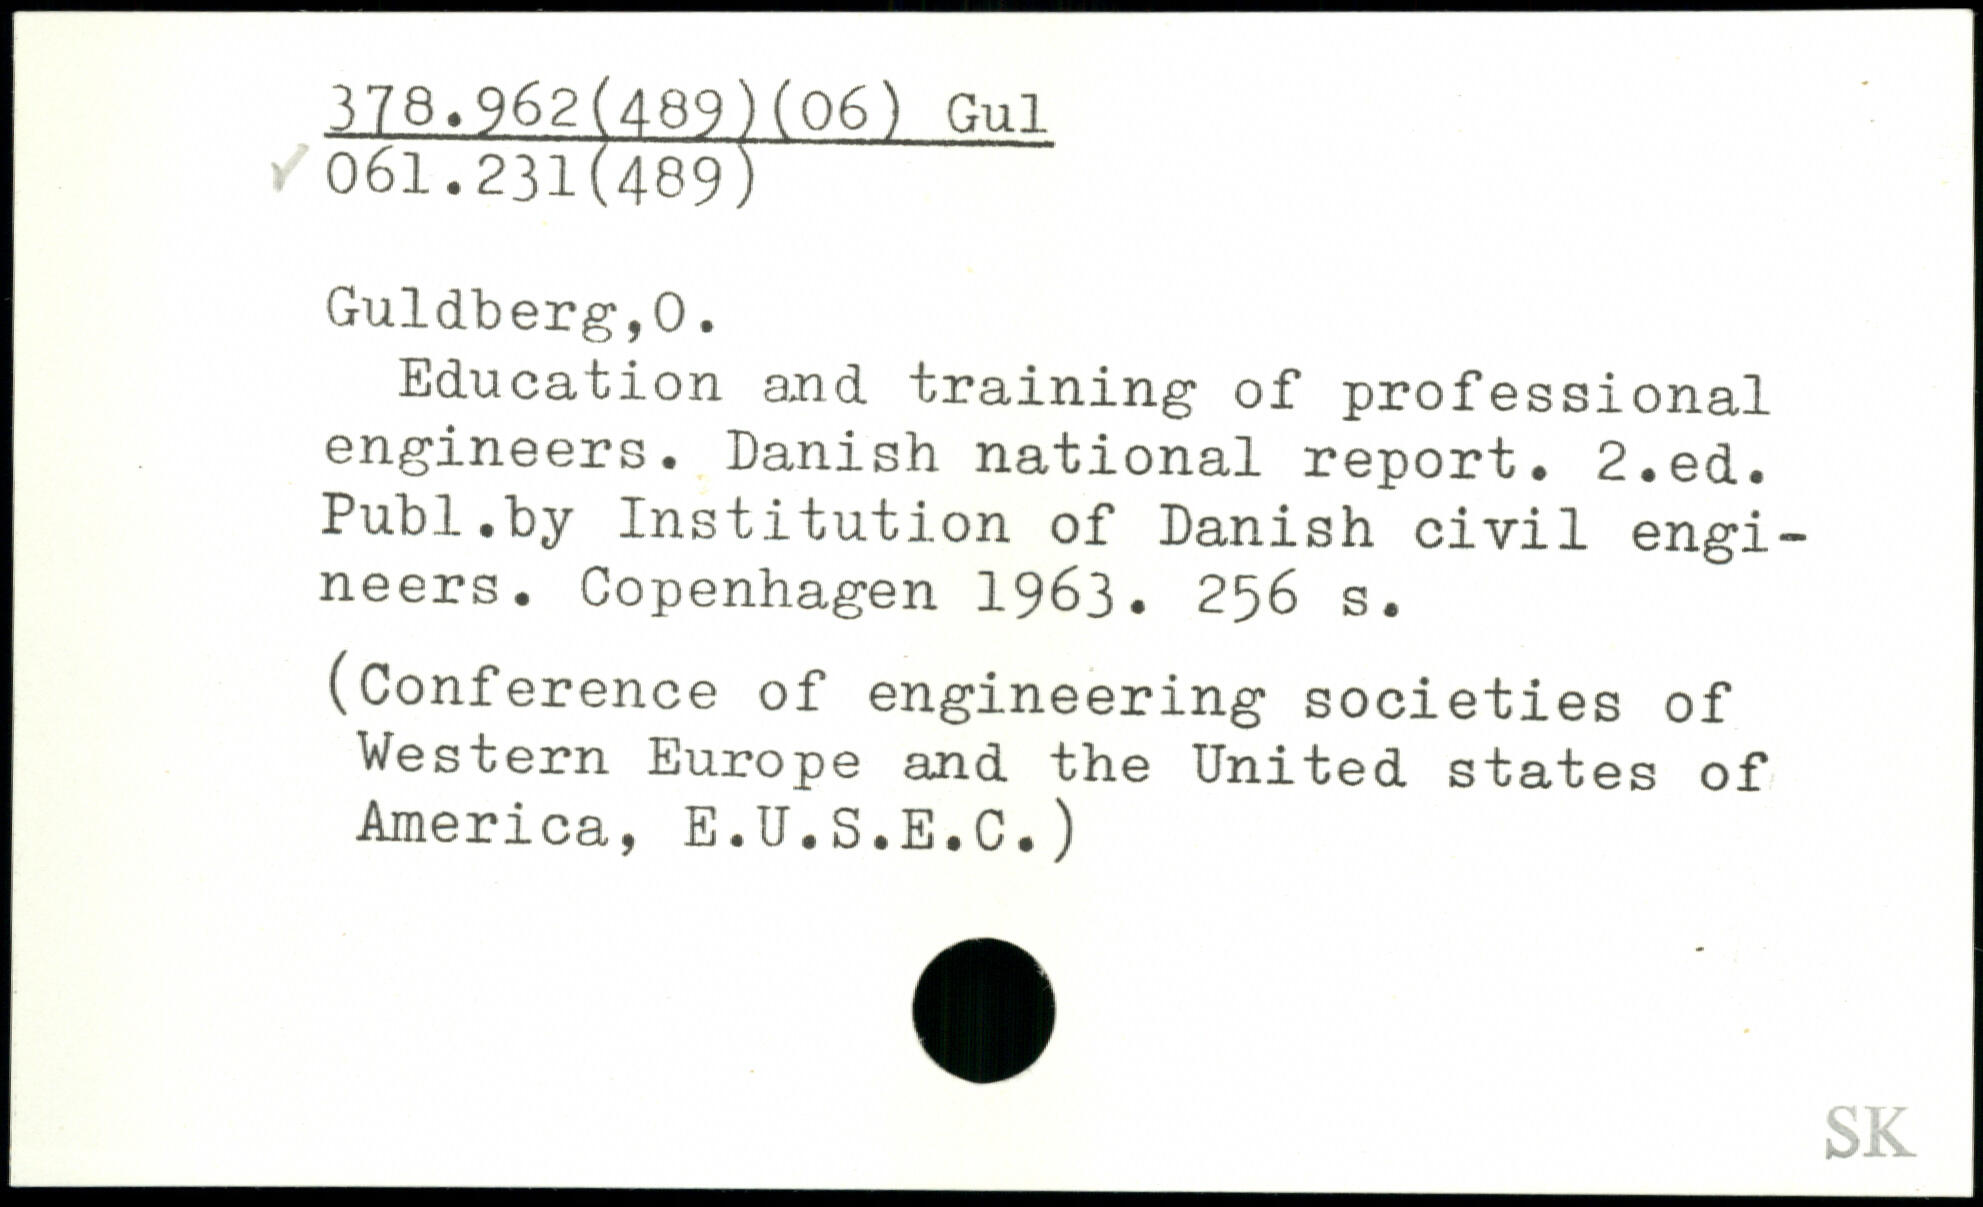 378.962(489)(06) Gul
061.231(489)
Guldberg,O.
Education and training of professional
engineers. Danish national report. 2.ed.
Publ.by Institution of Danish civil engi-
neers. Copenhagen 1963. 256 s.
(Conference of engineering societies of
Western Europe and the United states of
America, E.U.S.E.C.)
SK